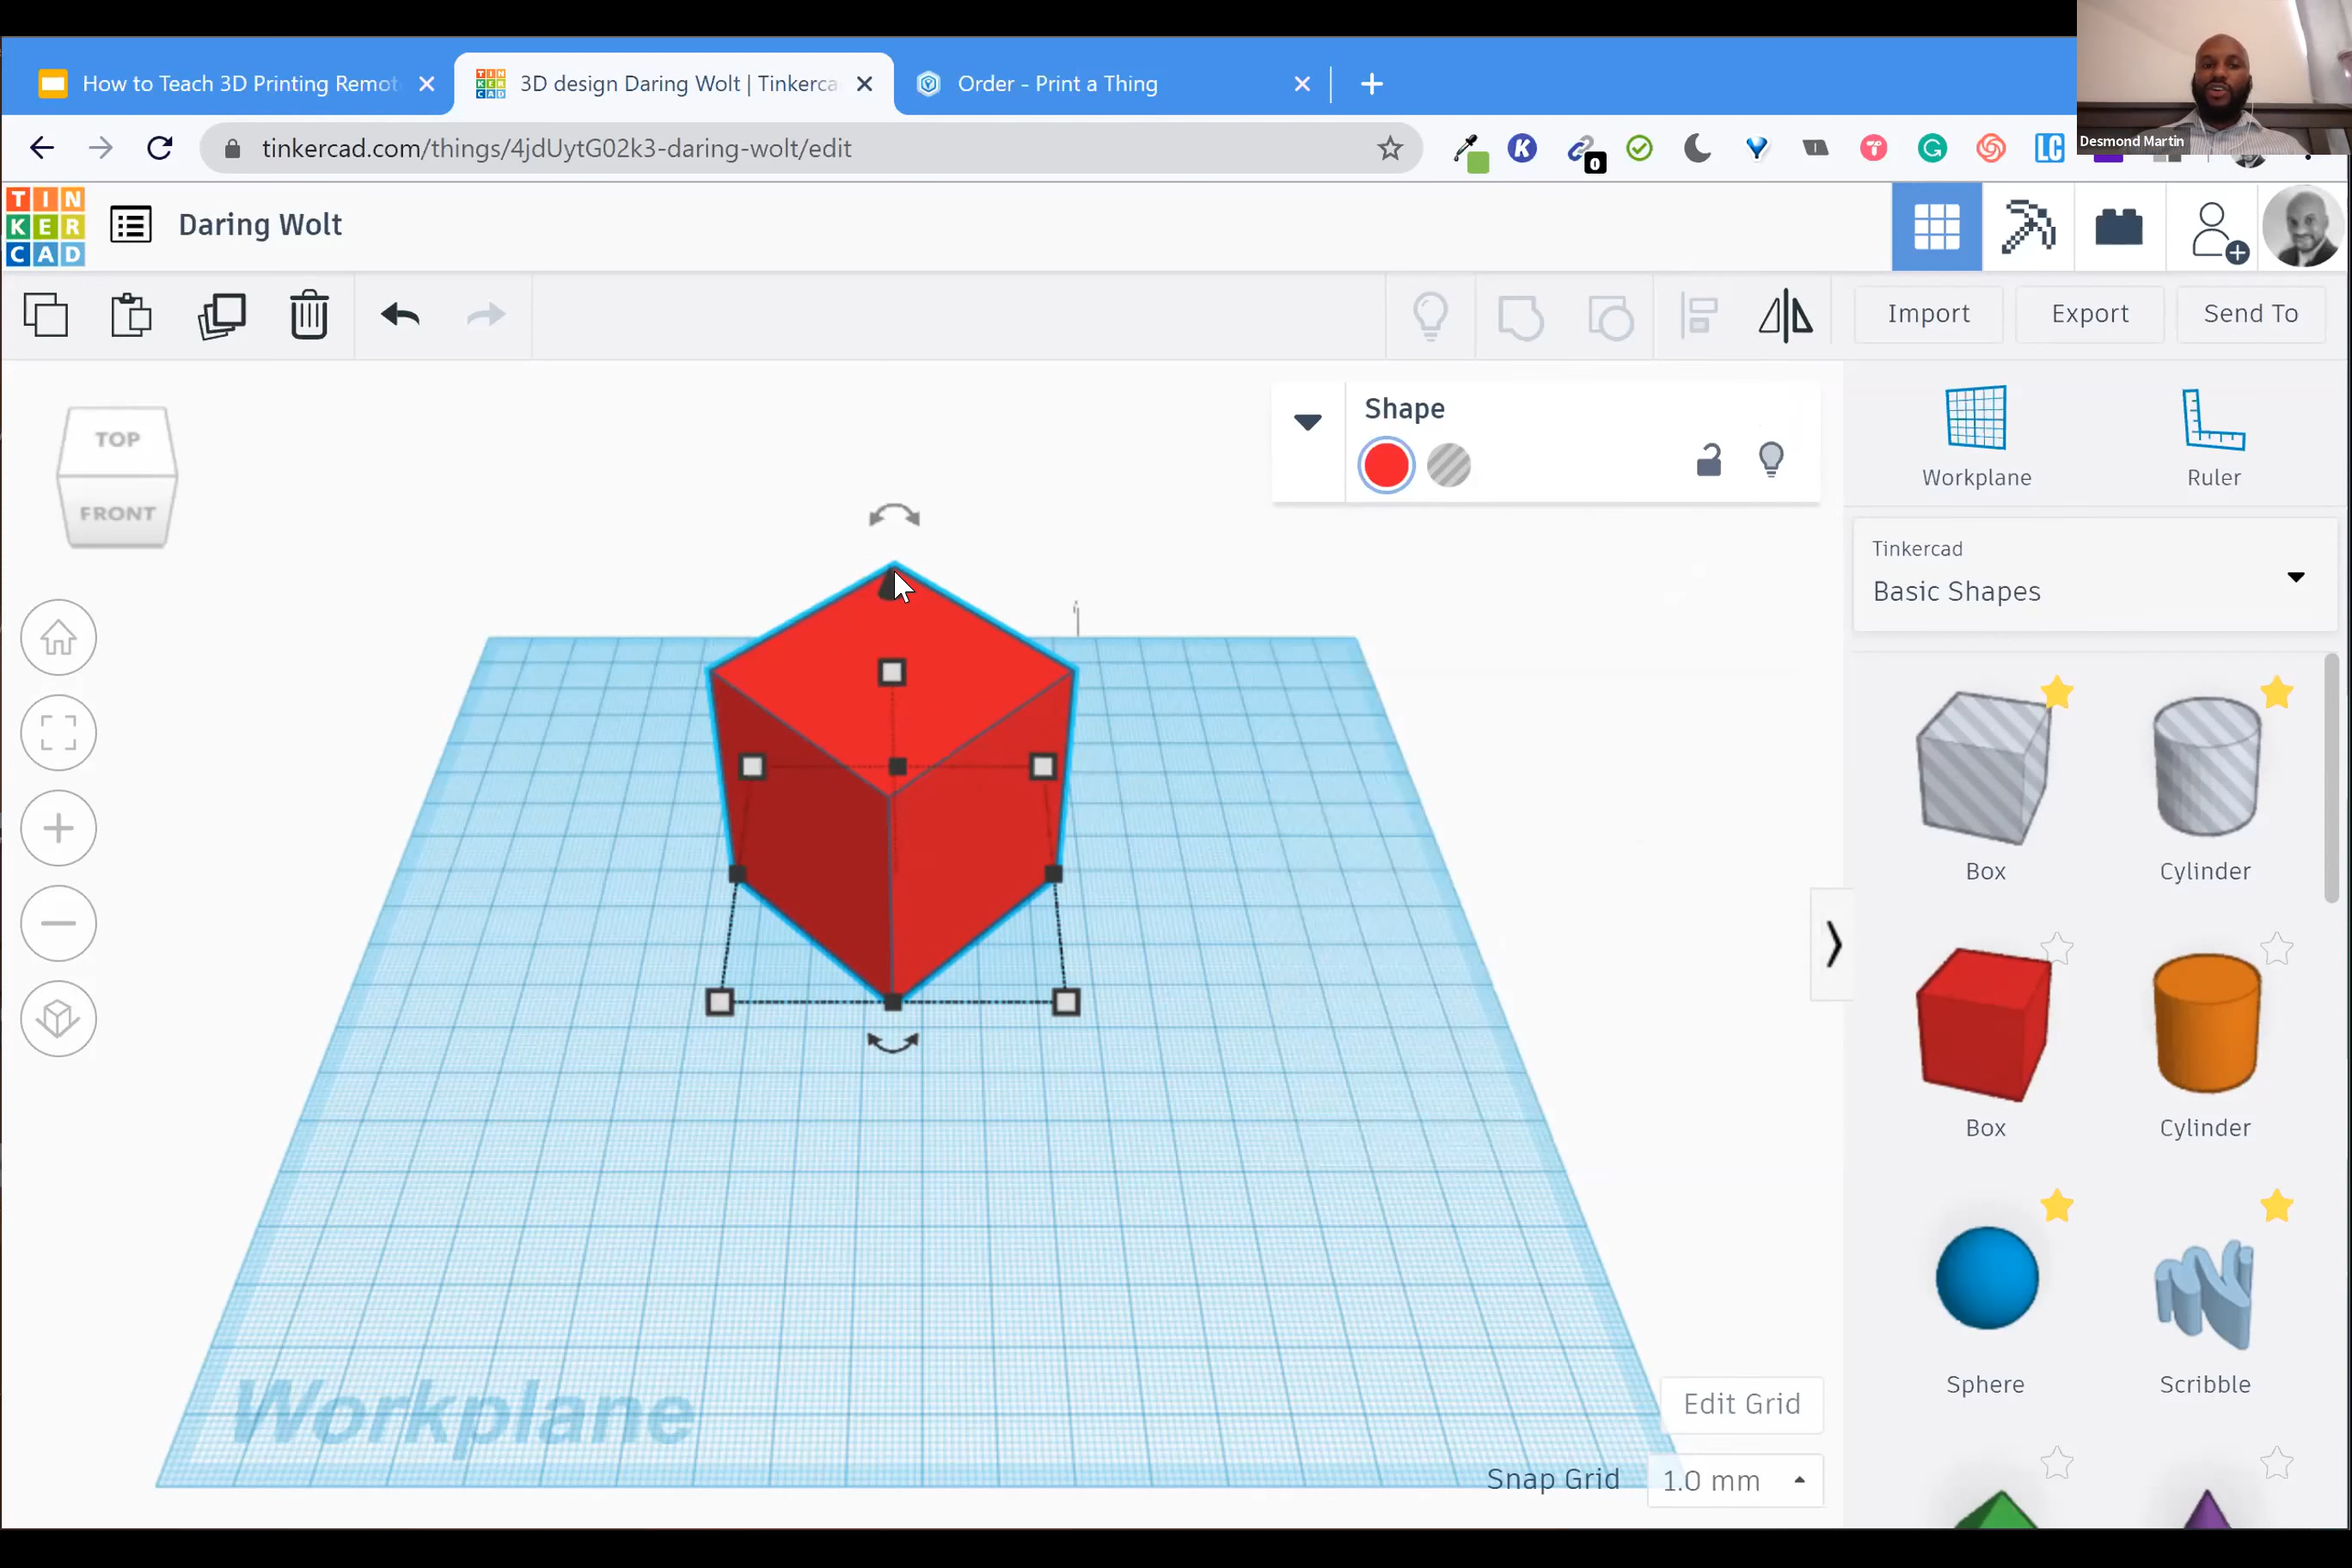 How to Teach 3D Printing Remot
3D design Daring Wolt | Tinkerca
Order - Print a Thing
tinkercad.com/things/4jdUytG02k3-daring-wolt/edit
Desmond Martin
TIN
KER
CAD
Daring Wolt
Import
Export
Send To
TOP
FRONT
Shape
Workplane
Ruler
Tinkercad
Basic Shapes
Box
Cylinder
Box
Cylinder
Sphere
Scribble
Workplane
Edit Grid
Snap Grid
1.0 mm